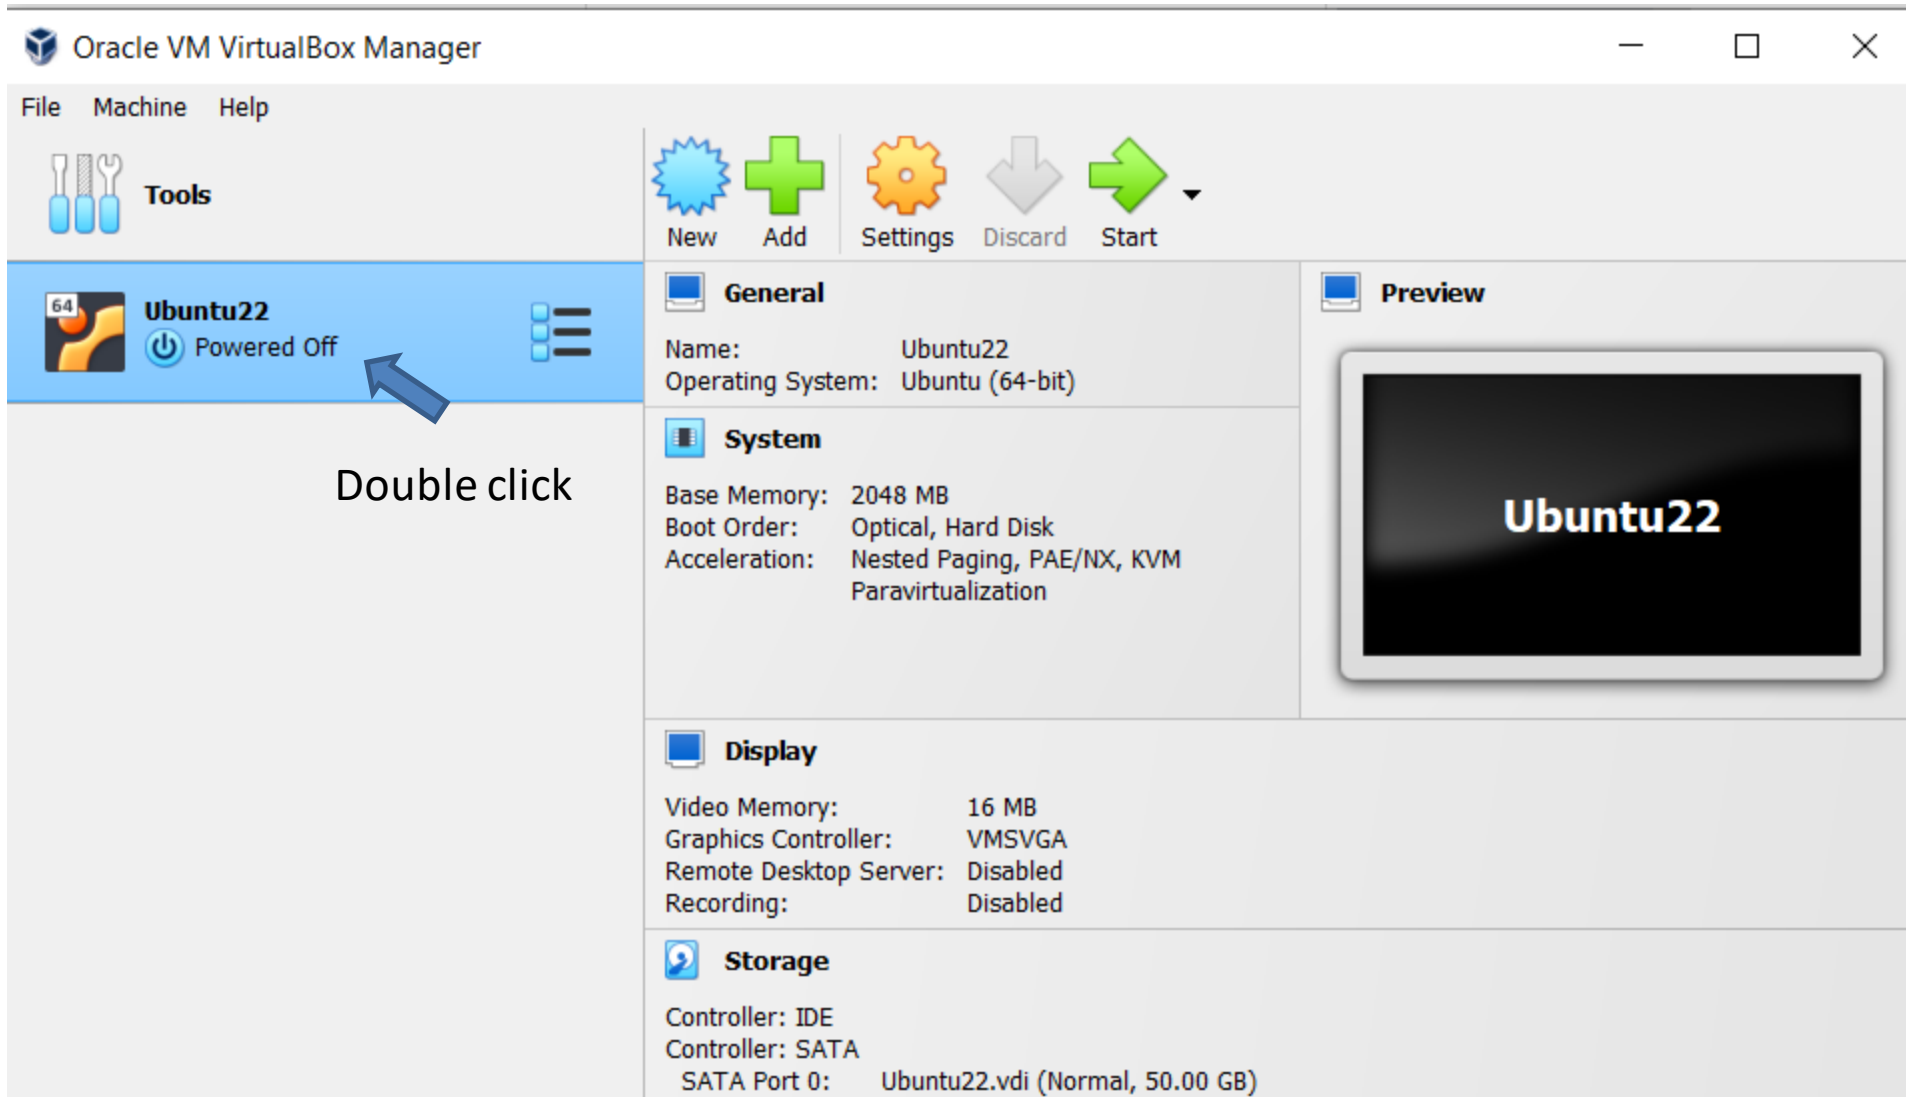 Oracle VM VirtualBox Manager
File Machine Help
Tools
New Add Settings Discard Start
64
Ubuntu22
Powered Off
Double click
General
Name: Ubuntu22
Operating System: Ubuntu (64-bit)
Preview
Ubuntu22
System
Base Memory: 2048 MB
Boot Order: Optical, Hard Disk
Acceleration: Nested Paging, PAE/NX, KVM
Paravirtualization
Display
Video Memory: 16 MB
Graphics Controller: VMSVGA
Remote Desktop Server: Disabled
Recording: Disabled
Storage
Controller: IDE
Controller: SATA
SATA Port 0: Ubuntu22.vdi (Normal, 50.00 GB)